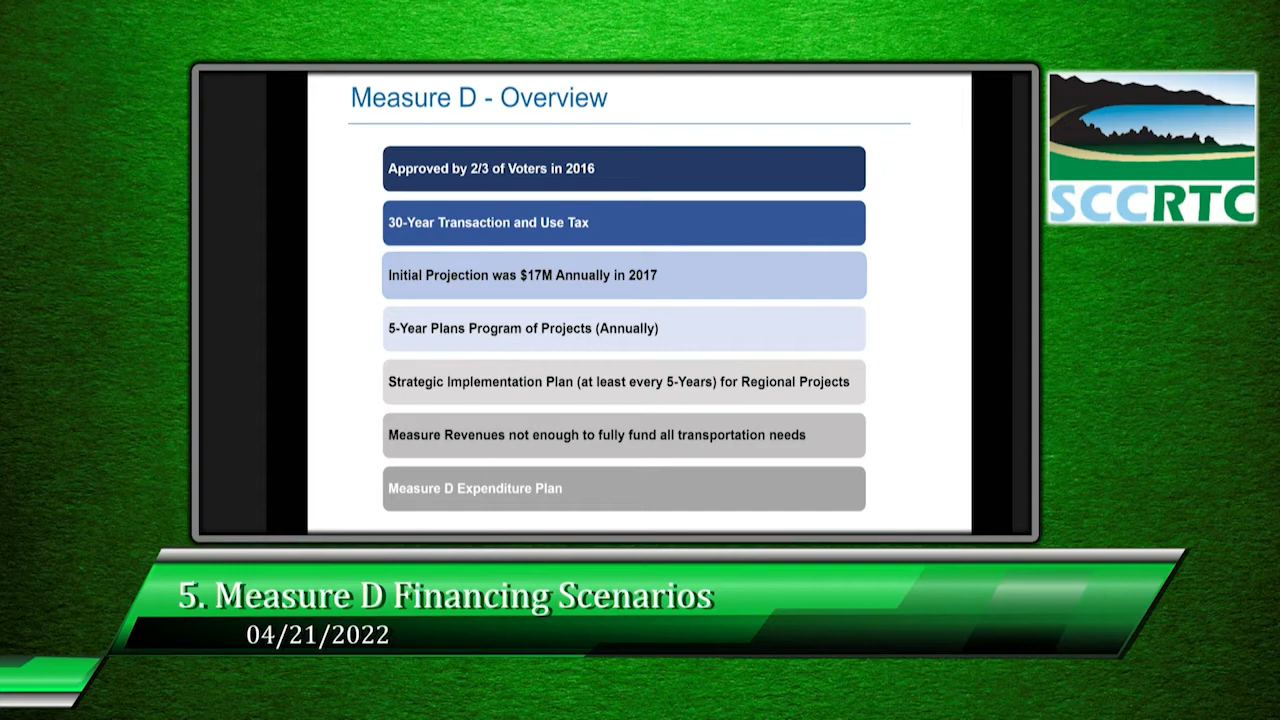 Measure D - Overview
Approved by 2/3 of Voters in 2016
30-Year Transaction and Use Tax
Initial Projection was $17M Annually in 2017
5-Year Plans Program of Projects (Annually)
Strategic Implementation Plan (at least every 5-Years) for Regional Projects
Measure Revenues not enough to fully fund all transportation needs
Measure D Expenditure Plan
SCCRTC
5. Measure D Financing Scenarios
04/21/2022